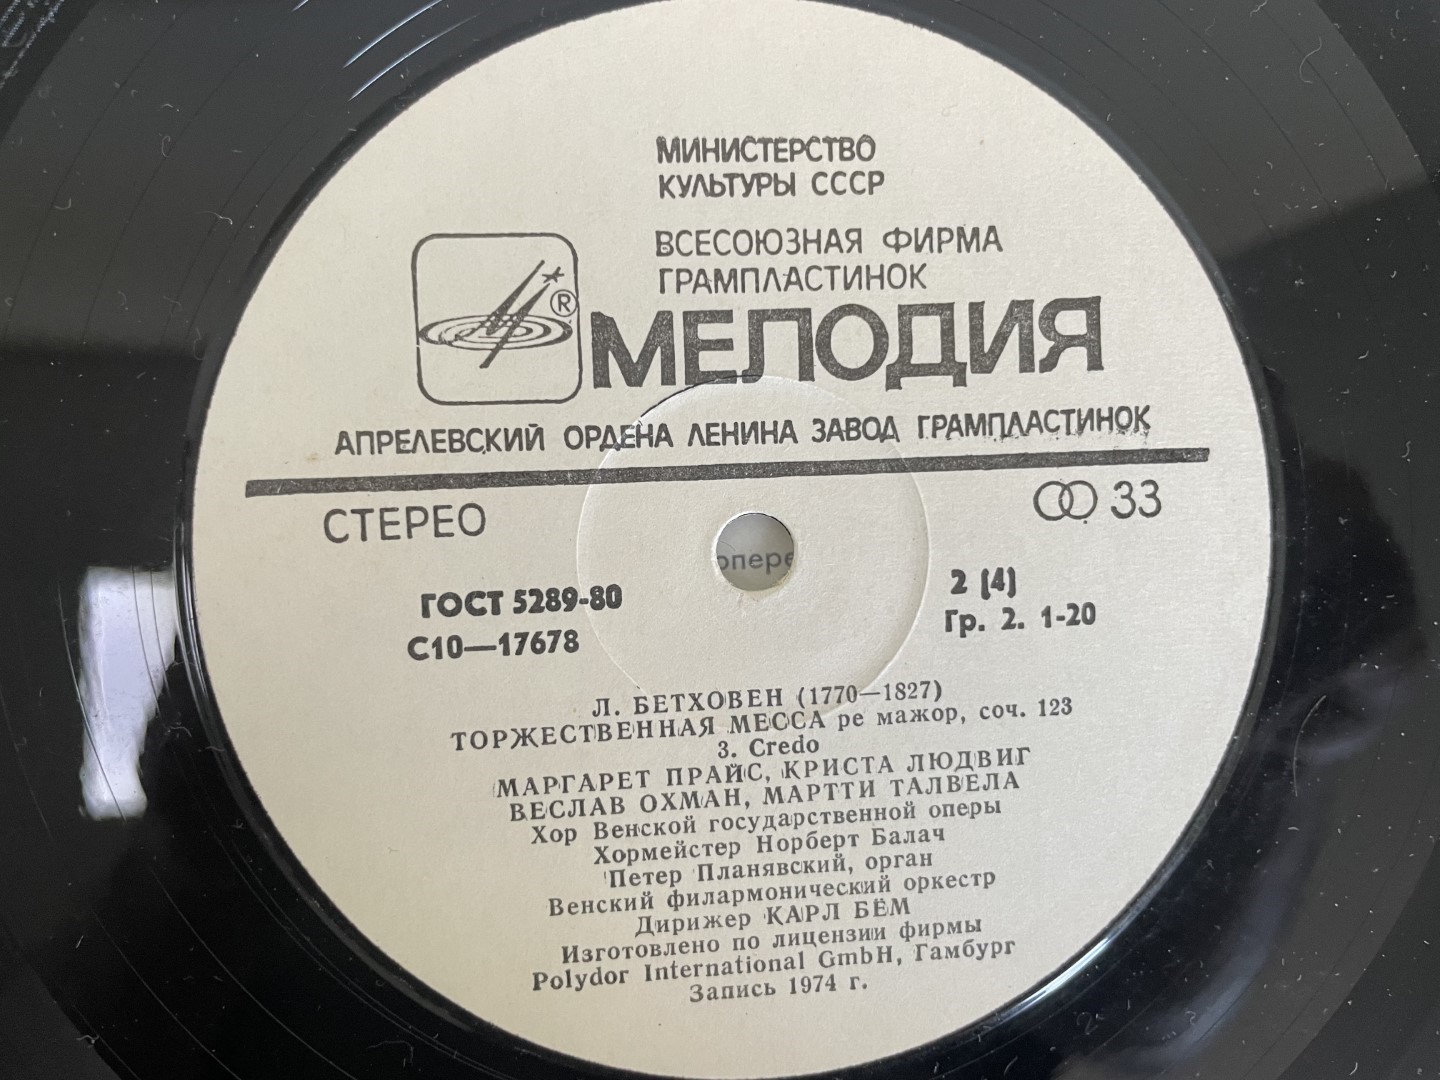 МИНИСТЕРСТВО
КУЛЬТУРЫ СССР
ВСЕСОЮЗНАЯ ФИРМА
ГРАМПЛАСТИНОК
®
МЕЛОДИЯ
АПРЕЛЕВСКИЙ ОРДЕНА ЛЕНИНА ЗАВОД ГРАМПЛАСТИНОК
СТЕРЕО
33
опере
ГОСТ 5289-80
2 (4)
С10—17678
Гр. 2. 1-20
Л. БЕТХОВЕН (1770—1827)
ТОРЖЕСТВЕННАЯ МЕССА ре мажор, соч. 123
3. Credo
МАРГАРЕТ ПРАЙС, КРИСТА ЛЮДВИГ
ВЕСЛАВ ОХМАН, МАРТТИ ТАЛВЕЛА
Хор Венской государственной оперы
Хормейстер Норберт Балач
Петер Планявский, орган
Венский филармонический оркестр
Дирижер КАРЛ БЁМ
Изготовлено по лицензии фирмы
Polydor International GmbH, Гамбург
Запись 1974 г.